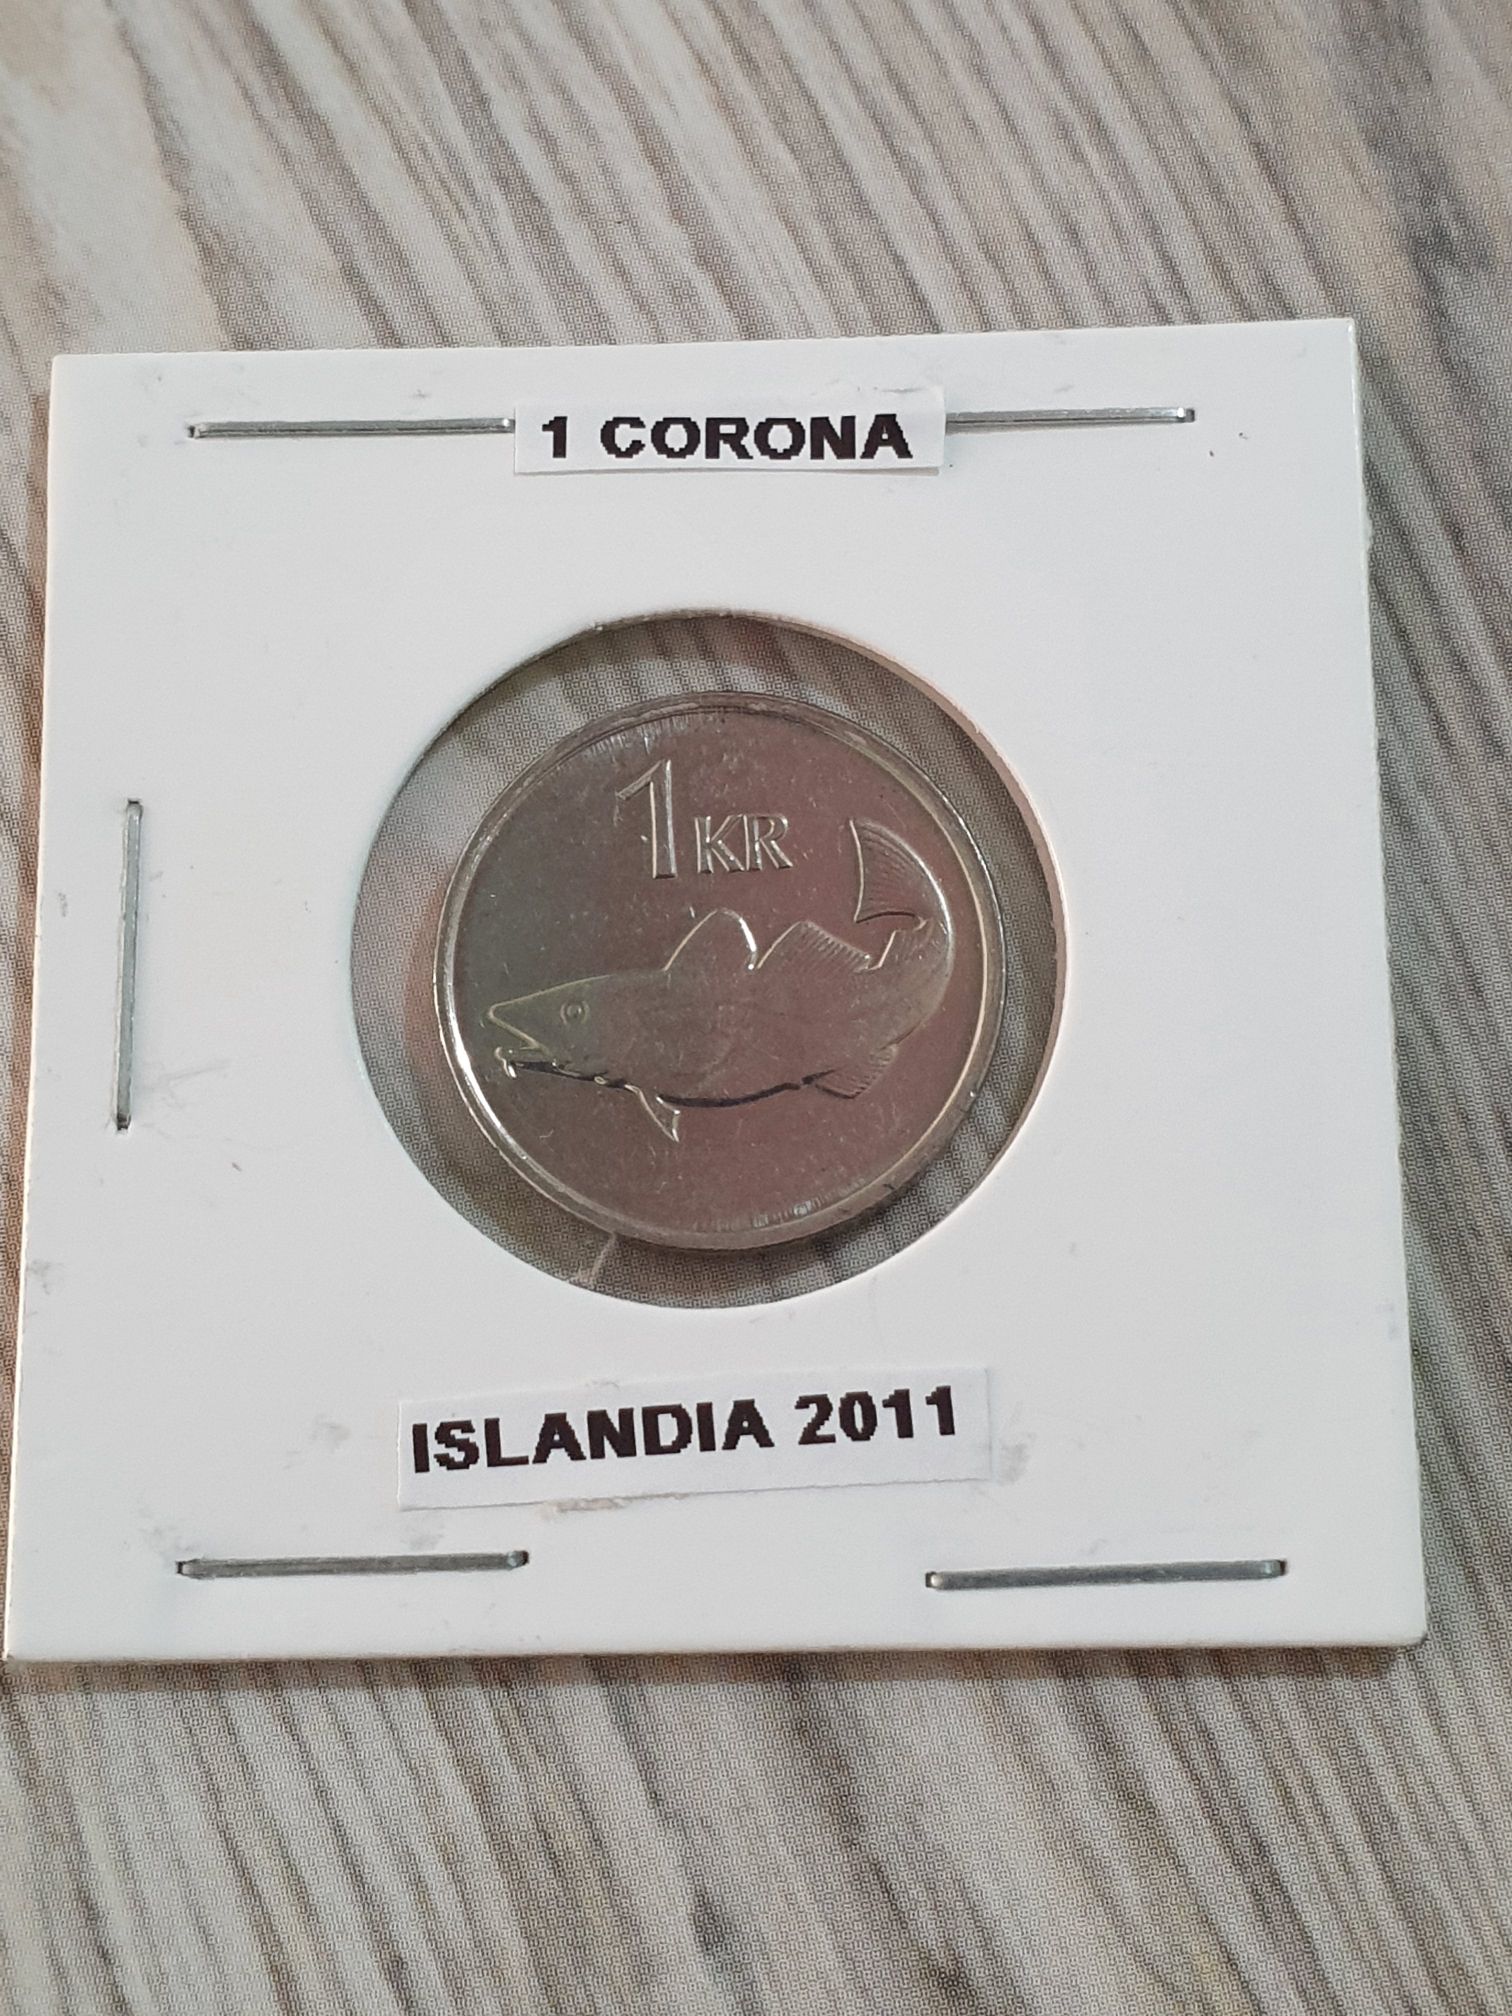 1 CORONA
1 KR
ISLANDIA 2011